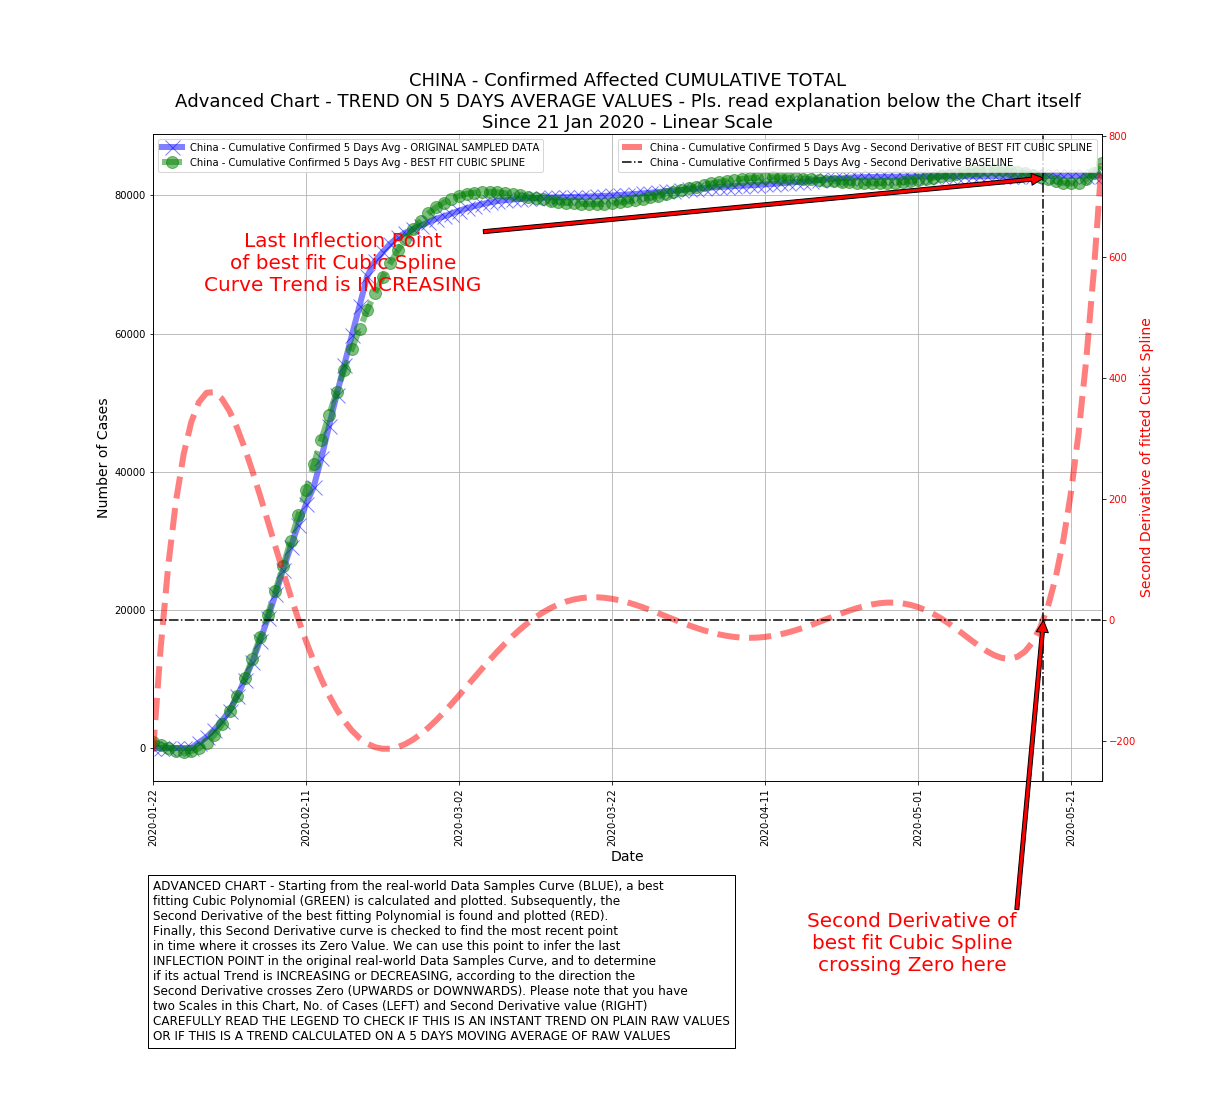 CHINA - Confirmed Affected CUMULATIVE TOTAL
Advanced Chart - TREND ON 5 DAYS AVERAGE VALUES - Pls. read explanation below the Chart itself
Since 21 Jan 2020 - Linear Scale
China - Cumulative Confirmed 5 Days Avg - ORIGINAL SAMPLED DATA
China - Cumulative Confirmed 5 Days Avg - BEST FIT CUBIC SPLINE
China - Cumulative Confirmed 5 Days Avg - Second Derivative of BEST FIT CUBIC SPLINE
China - Cumulative Confirmed 5 Days Avg - Second Derivative BASELINE
Last Inflection Point
of best fit Cubic Spline
Curve Trend is INCREASING
Number of Cases
80000
60000
40000
20000
0
Second Derivative of fitted Cubic Spline
800
600
400
200
0
−200
2020-01-22
2020-02-11
2020-03-02
2020-03-22
2020-04-11
2020-05-01
2020-05-21
Date
Second Derivative of
best fit Cubic Spline
crossing Zero here
ADVANCED CHART - Starting from the real-world Data Samples Curve (BLUE), a best
fitting Cubic Polynomial (GREEN) is calculated and plotted. Subsequently, the
Second Derivative of the best fitting Polynomial is found and plotted (RED).
Finally, this Second Derivative curve is checked to find the most recent point
in time where it crosses its Zero Value. We can use this point to infer the last
INFLECTION POINT in the original real-world Data Samples Curve, and to determine
if its actual Trend is INCREASING or DECREASING, according to the direction the
Second Derivative crosses Zero (UPWARDS or DOWNWARDS). Please note that you have
two Scales in this Chart, No. of Cases (LEFT) and Second Derivative value (RIGHT)
CAREFULLY READ THE LEGEND TO CHECK IF THIS IS AN INSTANT TREND ON PLAIN RAW VALUES
OR IF THIS IS A TREND CALCULATED ON A 5 DAYS MOVING AVERAGE OF RAW VALUES